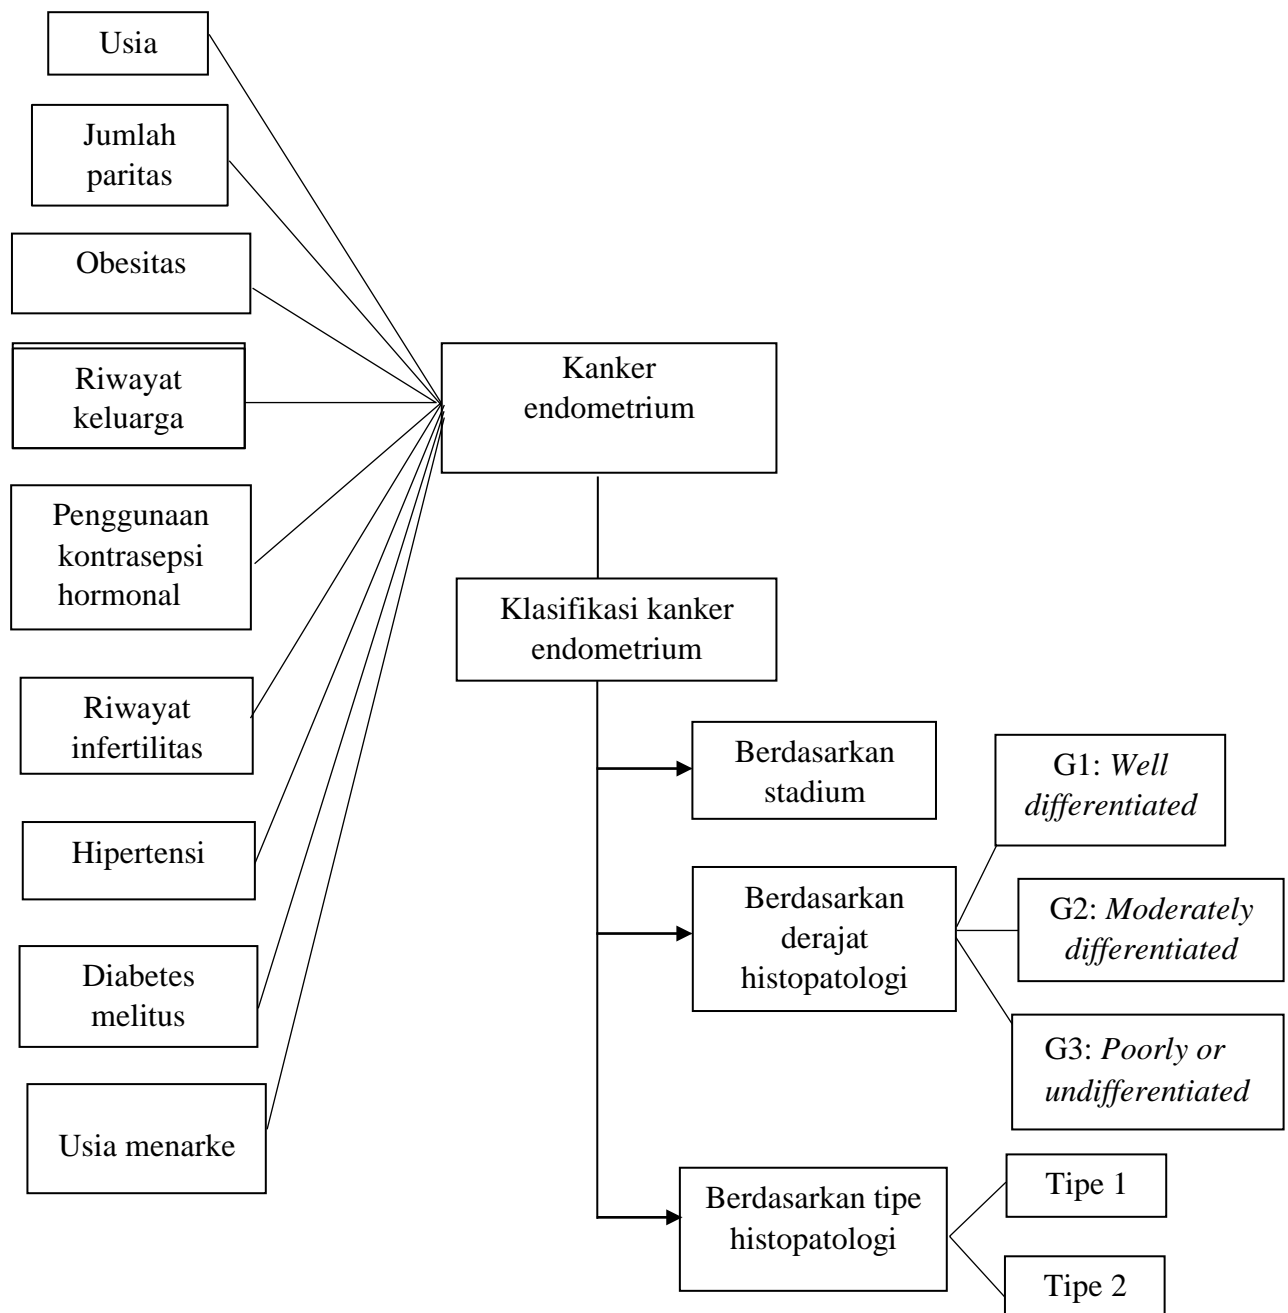 Usia
Jumlah
paritas
Obesitas
Riwayat
keluarga
Penggunaan
kontrasepsi
hormonal
Riwayat
infertilitas
Hipertensi
Diabetes
melitus
Usia menarke
Kanker
endometrium
Klasifikasi kanker
endometrium
Berdasarkan
stadium
Berdasarkan
derajat
histopatologi
G1: Well
differentiated
G2: Moderately
differentiated
G3: Poorly or
undifferentiated
Berdasarkan tipe
histopatologi
Tipe 1
Tipe 2